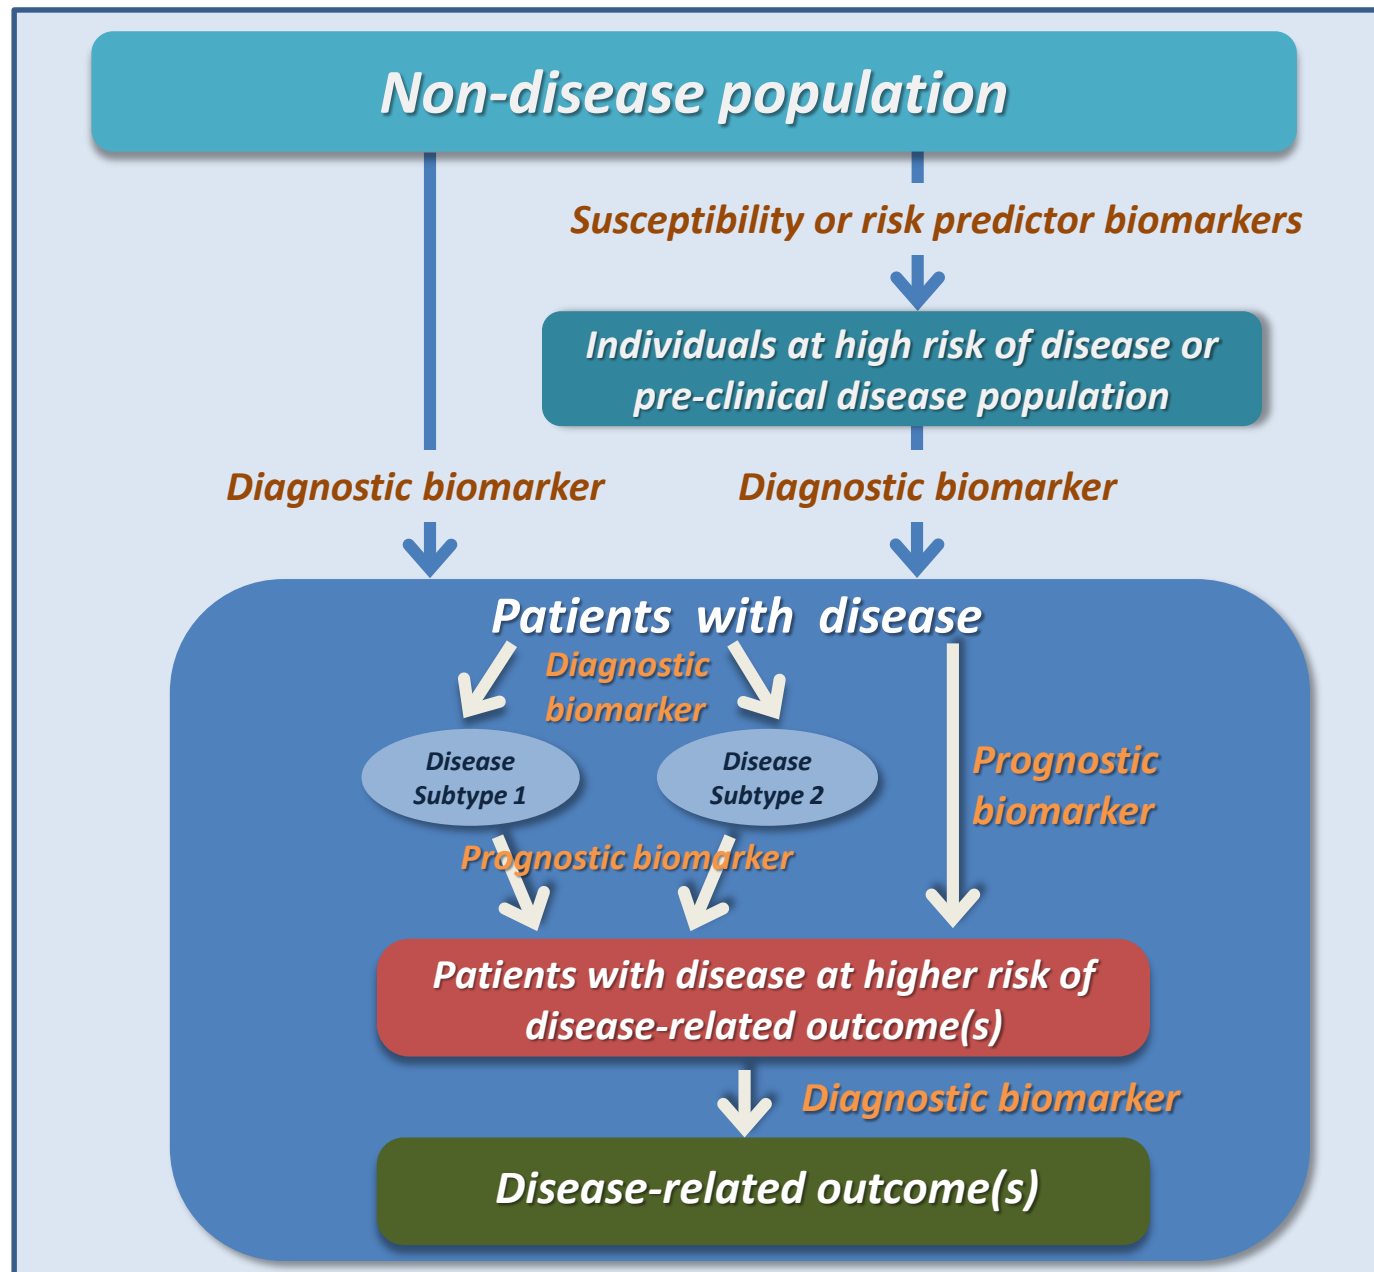 Non-disease population
Susceptibility or risk predictor biomarkers
Individuals at high risk of disease or
pre-clinical disease population
Diagnostic biomarker
Diagnostic biomarker
Patients with disease
Diagnostic
biomarker
Disease
Subtype 1
Disease
Subtype 2
Prognostic
biomarker
Prognostic biomarker
Patients with disease at higher risk of
disease-related outcome(s)
Diagnostic biomarker
Disease-related outcome(s)